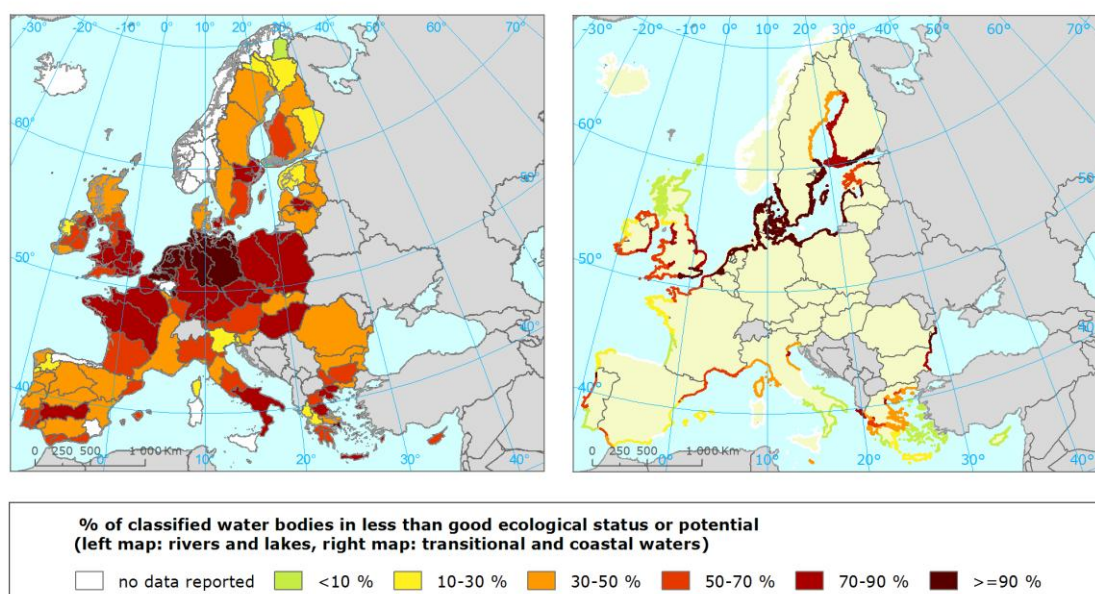 -30° -20° -10° 0° 10° 20° 30° 40° 50° 60° 70°
60°
50°
50°
40°
40°
0 250 500 1 000 Km
0° 10° 20° 30° 40°
-30° -20° -10° 0° 10° 20° 30° 40° 50° 60° 70°
60°
50°
50°
40°
40°
0 250 500 1 000 Km
0° 10° 20° 30° 40°
% of classified water bodies in less than good ecological status or potential
(left map: rivers and lakes, right map: transitional and coastal waters)
no data reported <10 % 10-30 % 30-50 % 50-70 % 70-90 % >=90 %